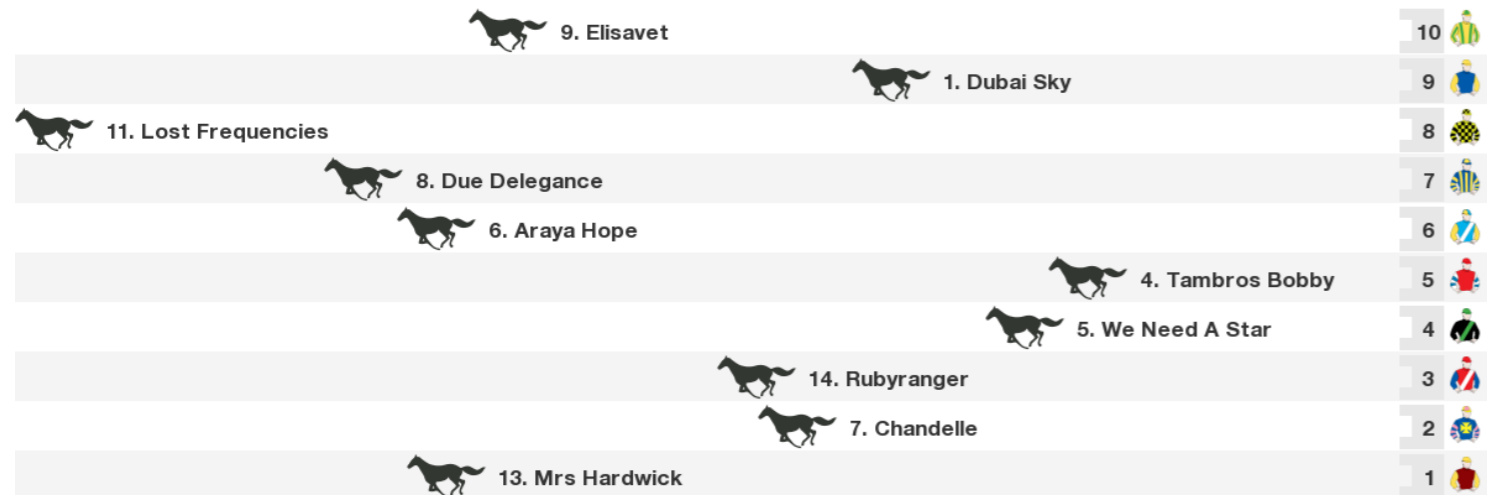 9. Elisavet 10
1. Dubai Sky 9
11. Lost Frequencies 8
8. Due Delegance 7
6. Araya Hope 6
4. Tambros Bobby 5
5. We Need A Star 4
14. Rubyranger 3
7. Chandelle 2
13. Mrs Hardwick 1